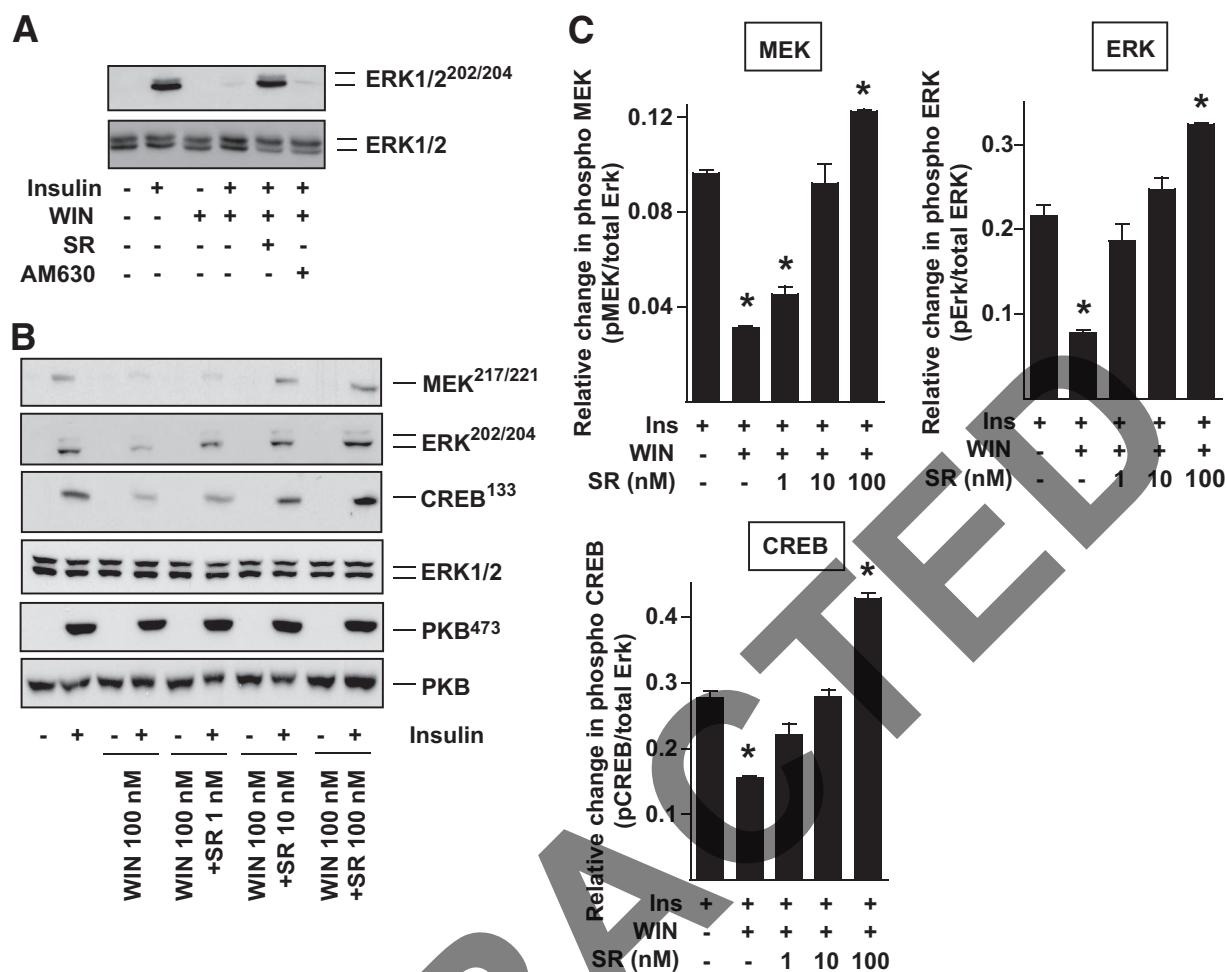 A
ERK1/2202/204
ERK1/2
Insulin - + - + + +
WIN - - + + + +
SR - - - - + -
AM630 - - - - - +
B
MEK217/221
ERK202/204
CREB133
ERK1/2
PKB473
PKB
- + - + - + - + - + Insulin
WIN 100 nM
WIN 100 nM
+SR 1 nM
WIN 100 nM
+SR 10 nM
WIN 100 nM
+SR 100 nM
C
MEK
Relative change in phospho MEK
(pMEK/total Erk)
0.12
0.08
0.04
* * *
Ins + + + + +
WIN - + + + +
SR (nM) - - 1 10 100
ERK
Relative change in phospho ERK
(pErk/total ERK)
0.3
0.2
0.1
* *
Ins + + + + +
WIN - + + + +
SR (nM) - - 1 10 100
CREB
Relative change in phospho CREB
(pCREB/total Erk)
0.4
0.3
0.2
0.1
* *
Ins + + + + +
WIN - + + + +
SR (nM) - - 1 10 100
RACTED